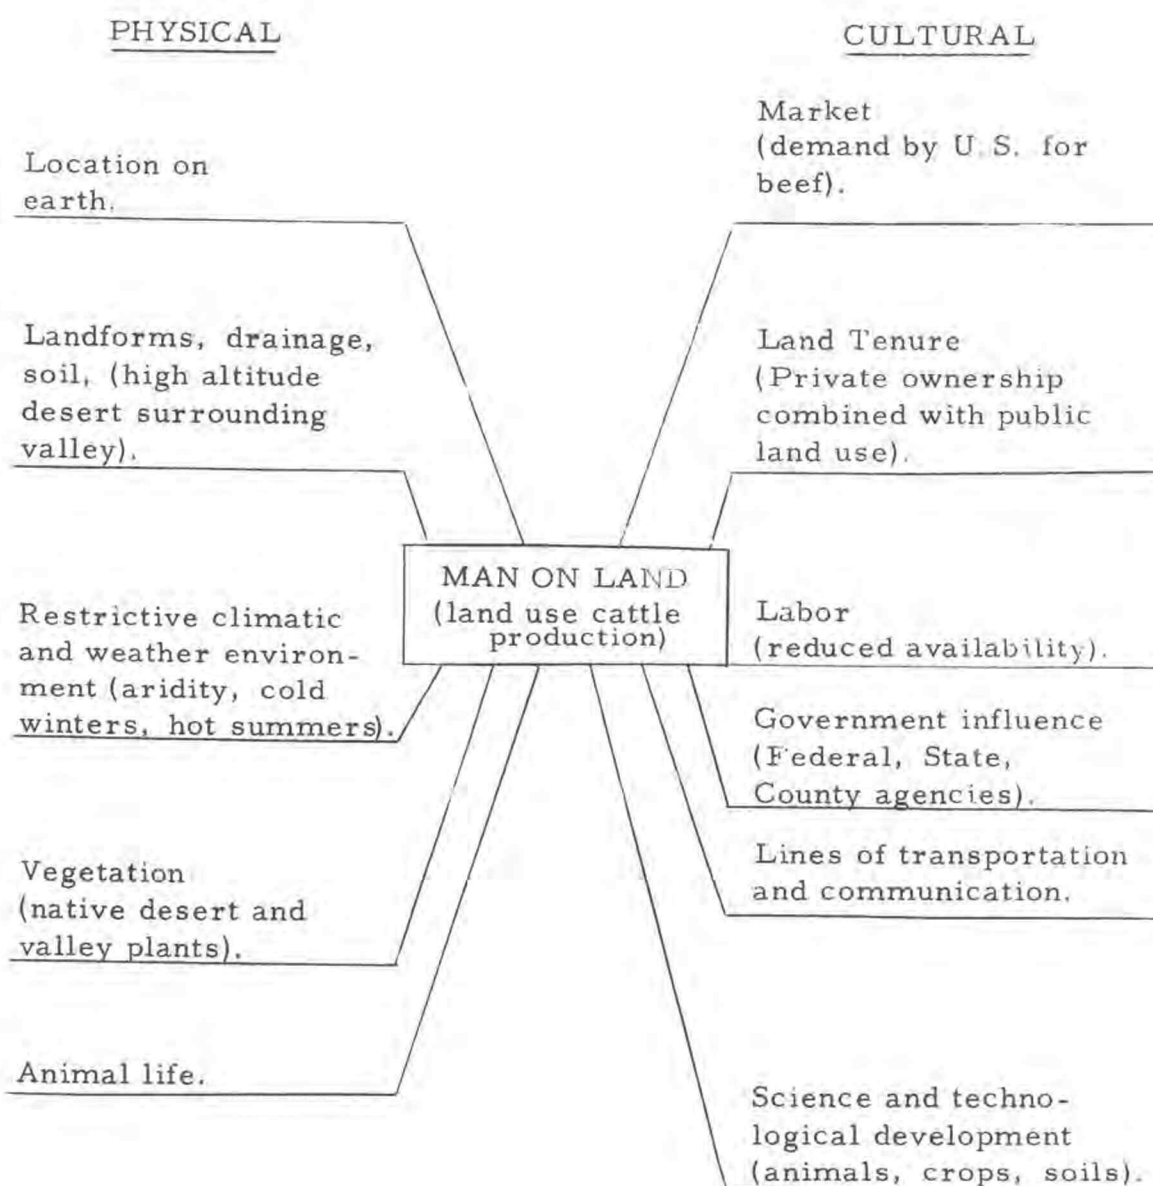 PHYSICAL
Location on
earth.
Landforms, drainage,
soil, (high altitude
desert surrounding
valley).
Restrictive climatic
and weather environ-
ment (aridity, cold
winters, hot summers).
Vegetation
(native desert and
valley plants).
Animal life.
MAN ON LAND
(land use cattle
production)
CULTURAL
Market
(demand by U.S. for
beef).
Land Tenure
(Private ownership
combined with public
land use).
Labor
(reduced availability).
Government influence
(Federal, State,
County agencies).
Lines of transportation
and communication.
Science and techno-
logical development
(animals, crops, soils).